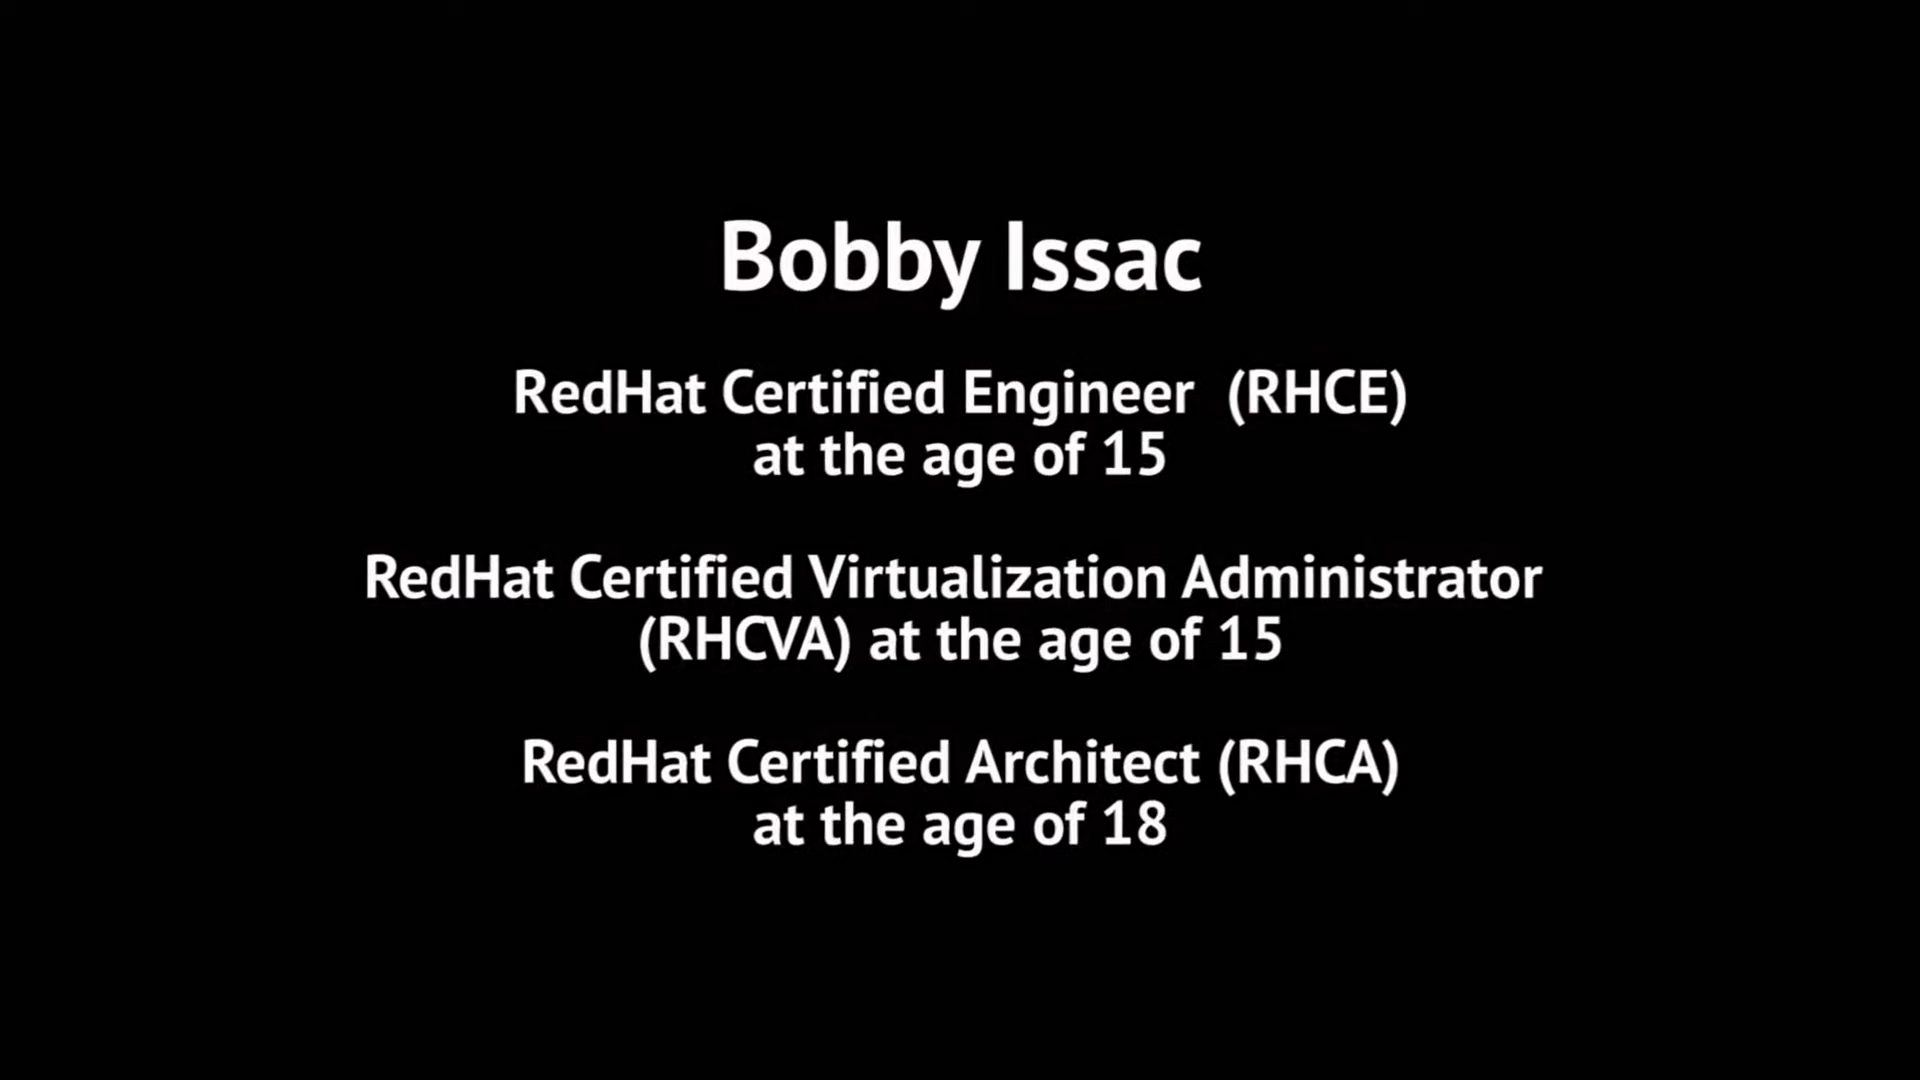 Bobby Issac
RedHat Certified Engineer  (RHCE)
at the age of 15
RedHat Certified Virtualization Administrator
(RHCVA) at the age of 15
RedHat Certified Architect (RHCA)
at the age of 18